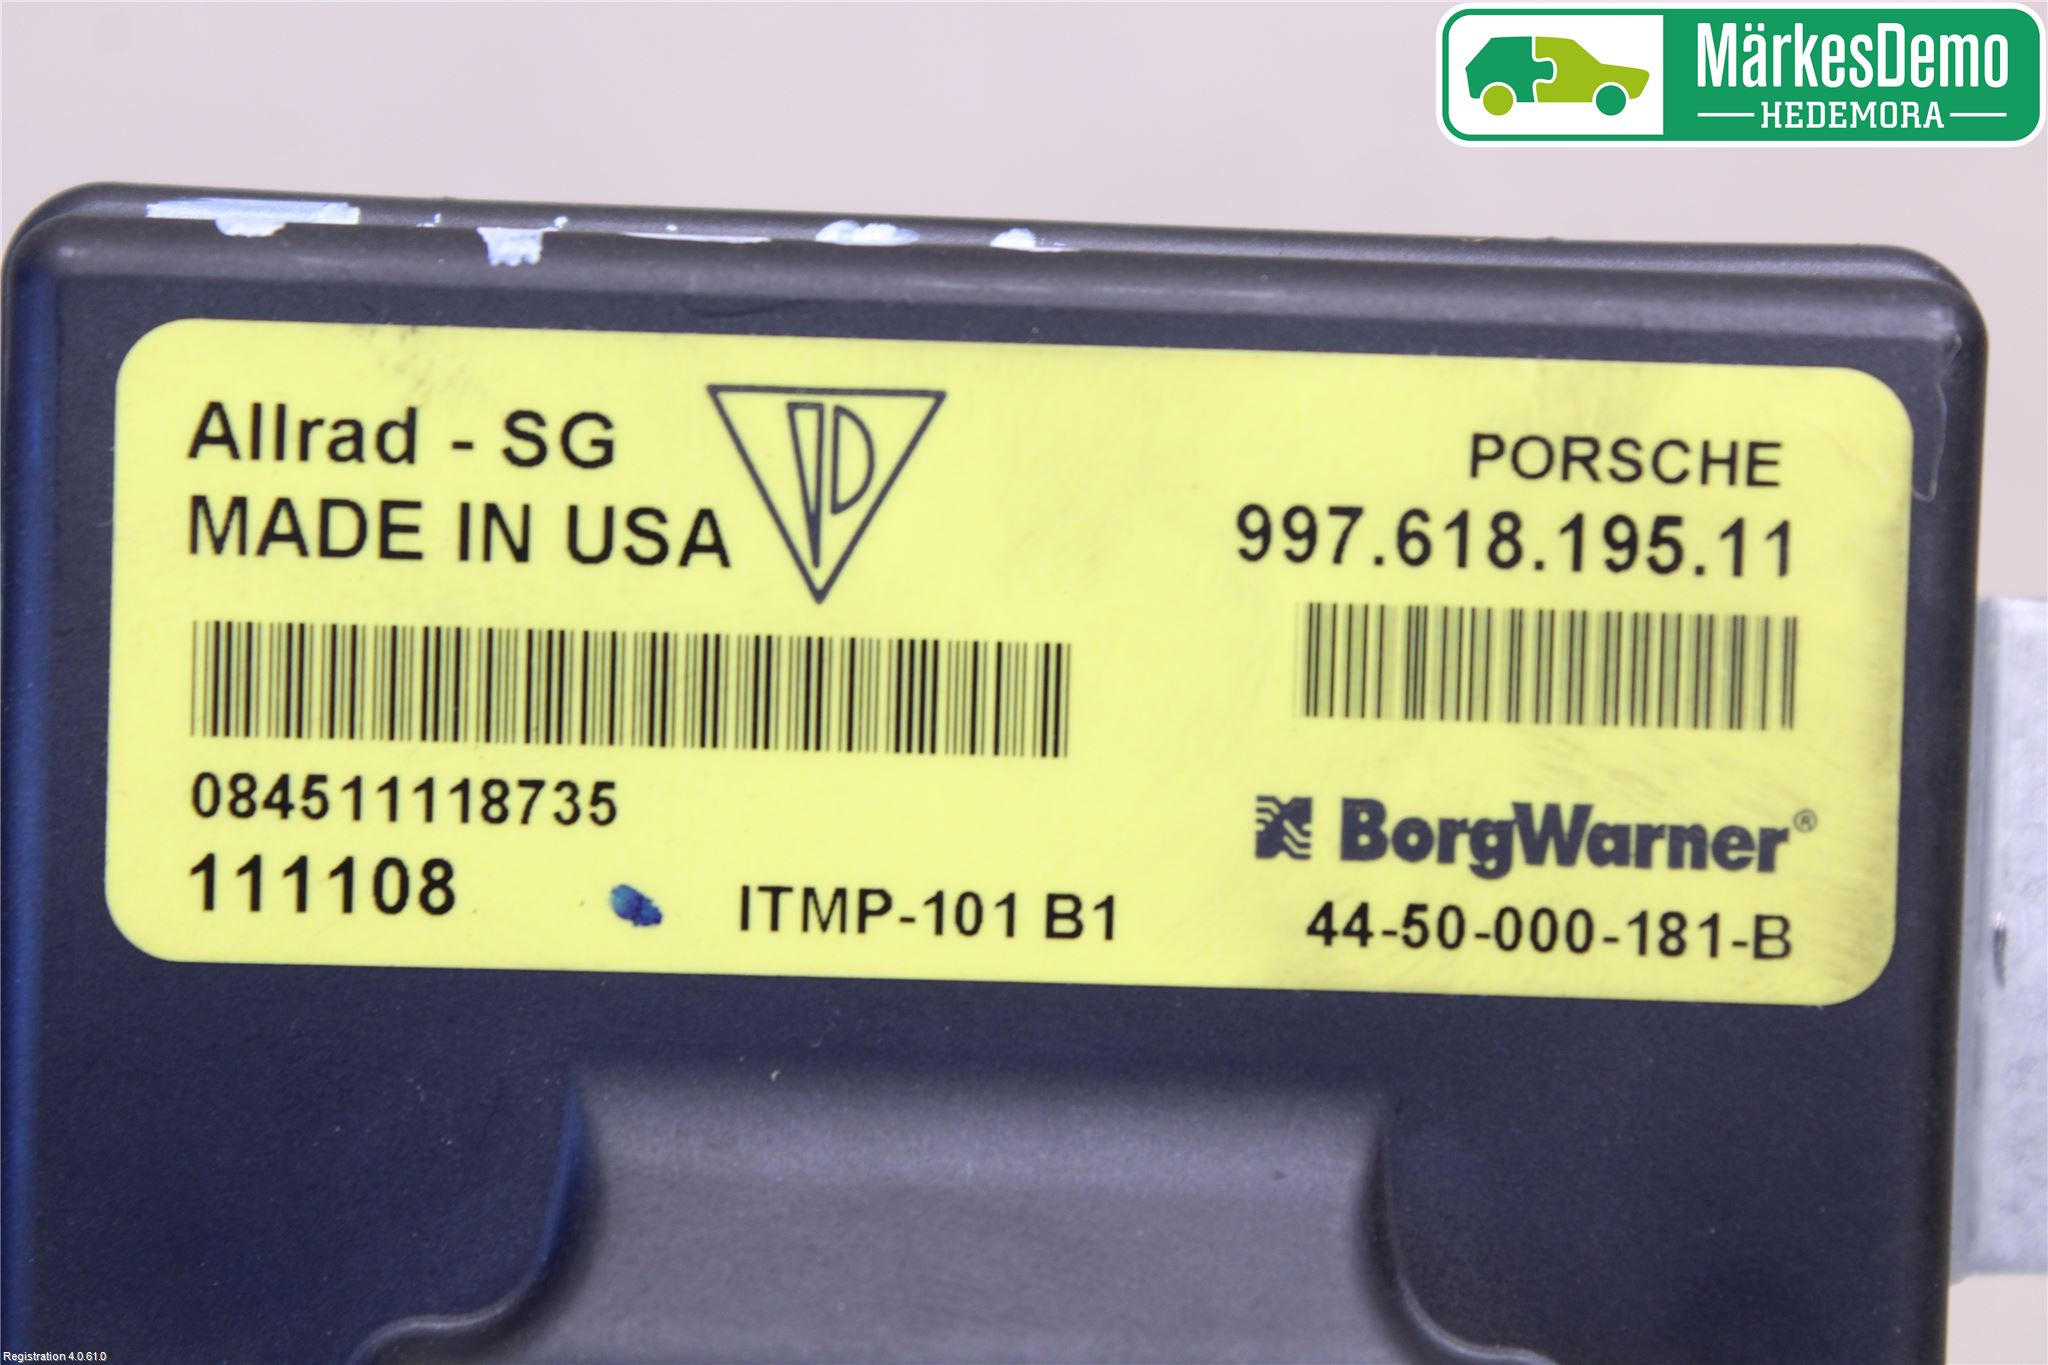 MärkesDemo
HEDEMORA
Allrad - SG
MADE IN USA
PORSCHE
997.618.195.11
084511118735
111108
ITMP-101 B1
BorgWarner®
44-50-000-181-B
Registration 4.0.61.0